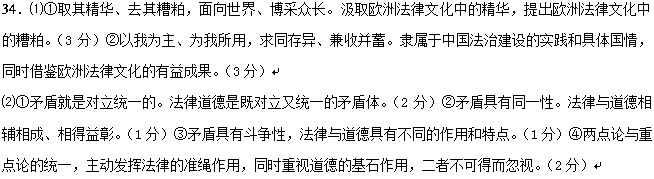 34．⑴①取其精华、去其糟粕，面向世界、博采众长。汲取欧洲法律文化中的精华，提出欧洲法律文化中
的糟粕。（3 分）②以我为主、为我所用，求同存异、兼收并蓄。隶属于中国法治建设的实践和具体国情，
同时借鉴欧洲法律文化的有益成果。（3 分）↵
⑵①矛盾就是对立统一的。法律道德是既对立又统一的矛盾体。（2 分）②矛盾具有同一性。法律与道德相
辅相成、相得益彰。（1 分）③矛盾具有斗争性，法律与道德具有不同的作用和特点。（1 分）④两点论与重
点论的统一，主动发挥法律的准绳作用，同时重视道德的基石作用，二者不可得而忽视。（2 分）↵